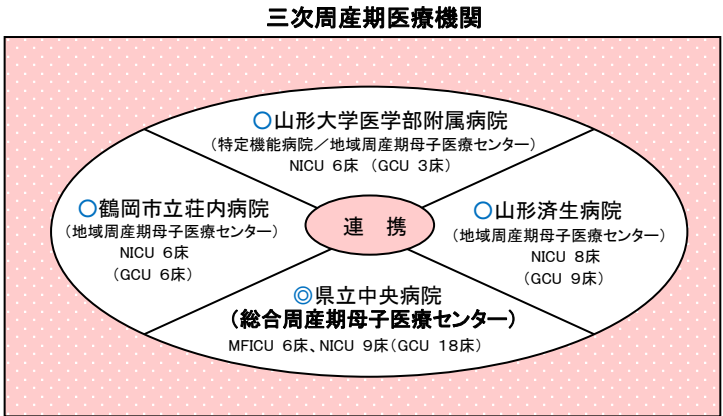 三次周産期医療機関
○山形大学医学部附属病院
(特定機能病院/地域周産期母子医療センター)
NICU 6床 (GCU 3床)
○鶴岡市立荘内病院
(地域周産期母子医療センター)
NICU 6床
(GCU 6床)
連 携
○山形済生病院
(地域周産期母子医療センター)
NICU 8床
(GCU 9床)
◎県立中央病院
(総合周産期母子医療センター)
MFICU 6床、NICU 9床(GCU 18床)